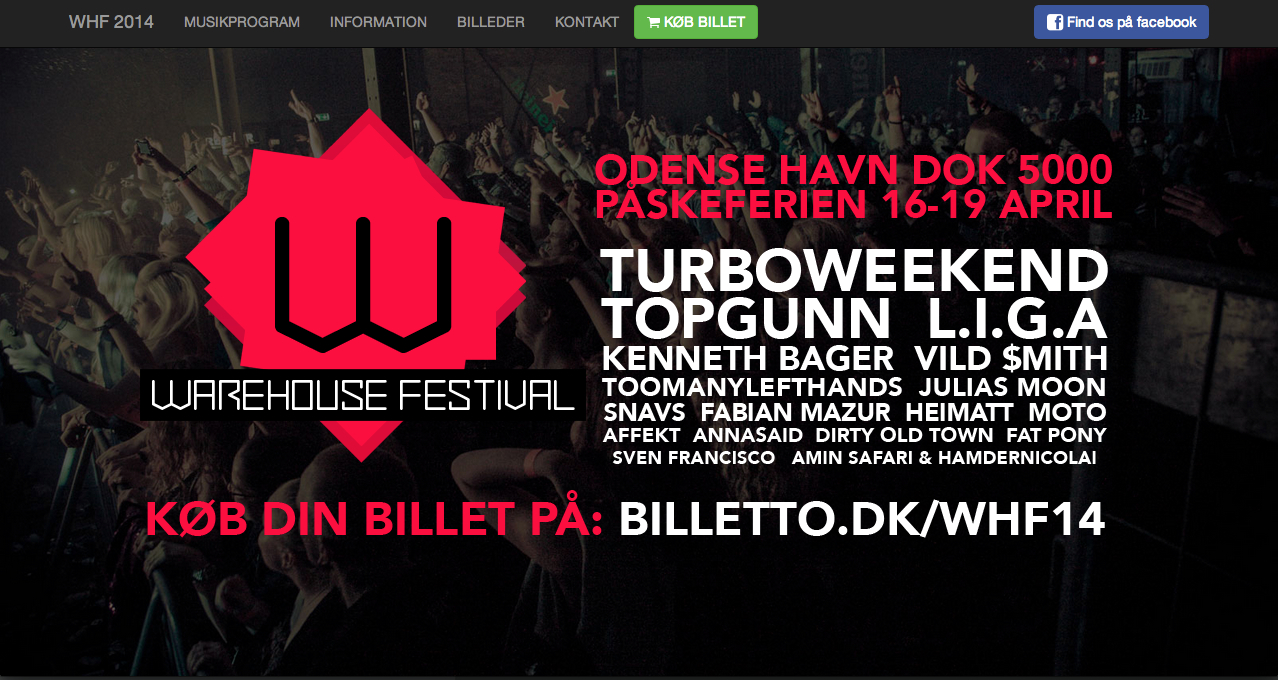 WHF 2014 MUSIKPROGRAM INFORMATION BILLEDER KONTAKT KØB BILLET Find os på facebook
ODENSE HAVN DOK 5000
PÅSKEFERIEN 16-19 APRIL
TURBOWEEKEND
TOPGUNN L.I.G.A
KENNETH BAGER VILD $MITH
TOOMANYLEFTHANDS JULIAS MOON
SNAVS FABIAN MAZUR HEIMATT MOTO
AFFEKT ANNASAID DIRTY OLD TOWN FAT PONY
SVEN FRANCISCO AMIN SAFARI & HAMDERNICOLAI
W
WAREHOUSE FESTIVAL
KØB DIN BILLET PÅ: BILLETTO.DK/WHF14